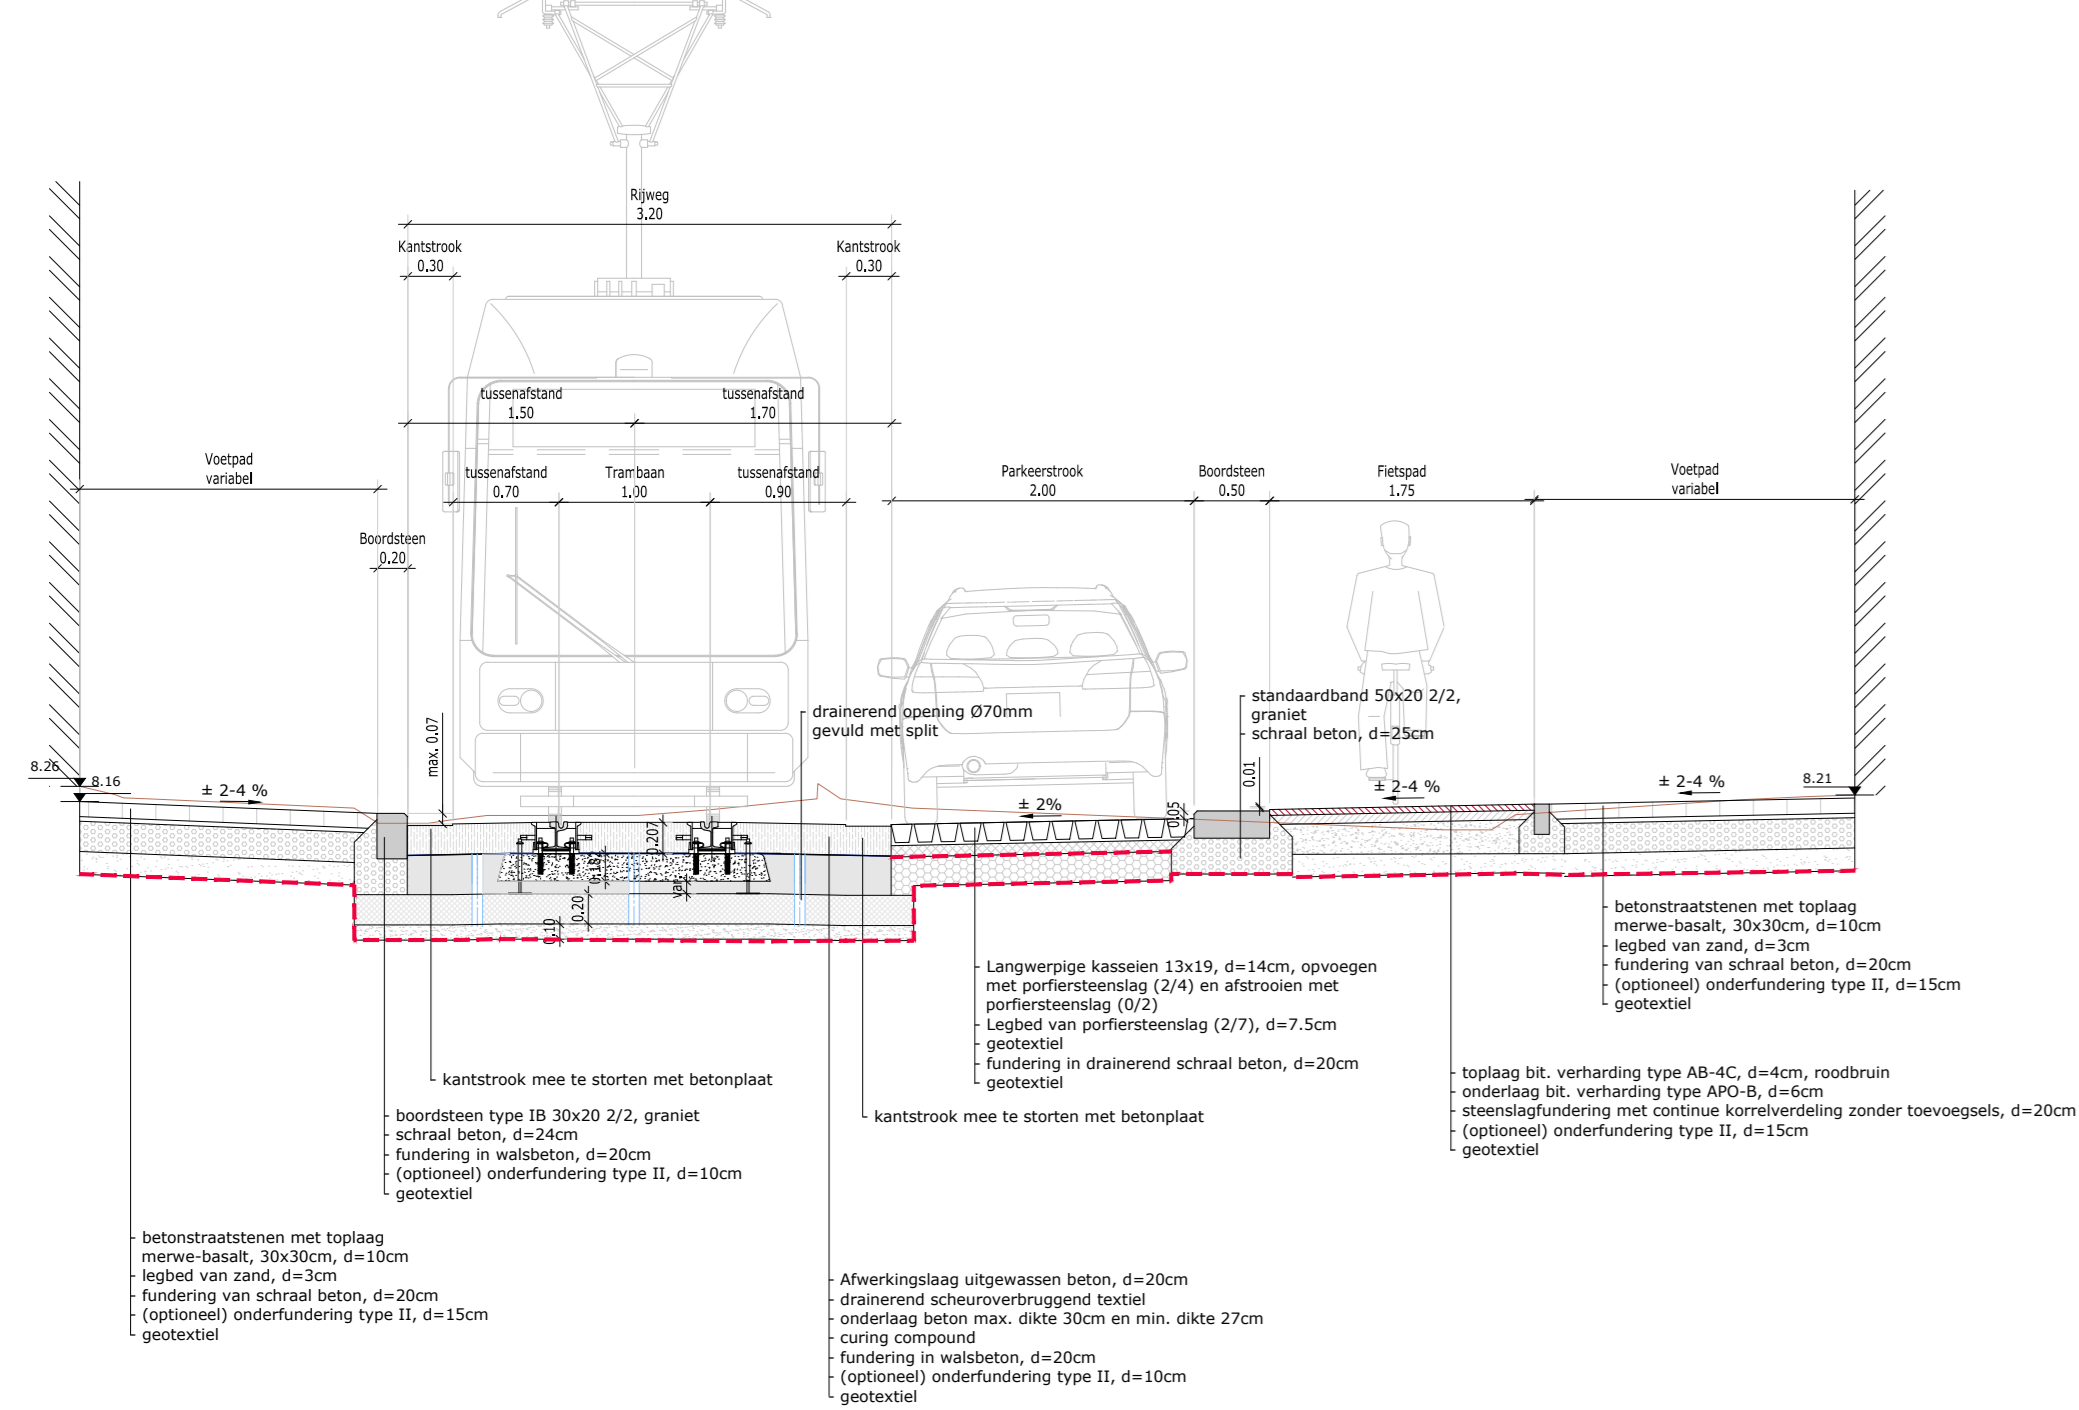 Rijweg
3.20
Kantstrook
0.30
Kantstrook
0.30
tussenafstand
1.50
tussenafstand
1.70
Voetpad
variabel
tussenafstand
0.70
Trambaan
1.00
tussenafstand
0.90
Parkeerstrook
2.00
Boordsteen
0.50
Fietspad
1.75
Voetpad
variabel
Boordsteen
0.20
standaardband 50x20 2/2,
graniet
schraal beton, d=25cm
drainerend opening Ø70mm
gevuld met split
max. 0.07
8.26
8.16
± 2-4 %
0.01
± 2-4 %
± 2-4 %
8.21
± 2%
0.05
0.207
0.187
var.
0.20
0.10
betonstraatstenen met toplaag
merwe-basalt, 30x30cm, d=10cm
legbed van zand, d=3cm
fundering van schraal beton, d=20cm
(optioneel) onderfundering type II, d=15cm
geotextiel
Langwerpige kasseien 13x19, d=14cm, opvoegen
met porfiersteenslag (2/4) en afstrooien met
porfiersteenslag (0/2)
Legbed van porfiersteenslag (2/7), d=7.5cm
geotextiel
fundering in drainerend schraal beton, d=20cm
geotextiel
toplaag bit. verharding type AB-4C, d=4cm, roodbruin
onderlaag bit. verharding type APO-B, d=6cm
steenslagfundering met continue korrelverdeling zonder toevoegsels, d=20cm
(optioneel) onderfundering type II, d=15cm
geotextiel
kantstrook mee te storten met betonplaat
kantstrook mee te storten met betonplaat
boordsteen type IB 30x20 2/2, graniet
schraal beton, d=24cm
fundering in walsbeton, d=20cm
(optioneel) onderfundering type II, d=10cm
geotextiel
betonstraatstenen met toplaag
merwe-basalt, 30x30cm, d=10cm
legbed van zand, d=3cm
fundering van schraal beton, d=20cm
(optioneel) onderfundering type II, d=15cm
geotextiel
Afwerkingslaag uitgewassen beton, d=20cm
drainerend scheuroverbruggend textiel
onderlaag beton max. dikte 30cm en min. dikte 27cm
curing compound
fundering in walsbeton, d=20cm
(optioneel) onderfundering type II, d=10cm
geotextiel